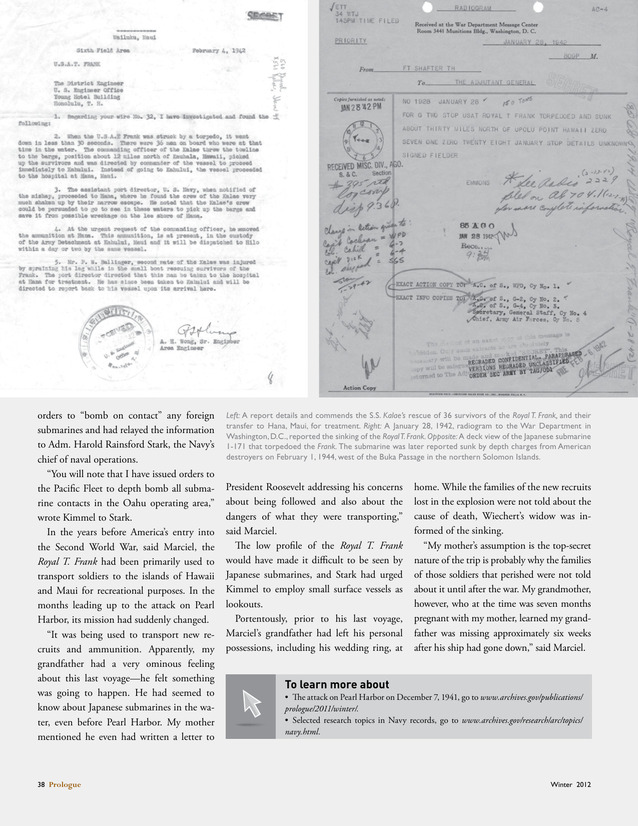 SECRET
Wailuku, Maui
Sixth Field Area February 4, 1942
U.S.A.T. FRANK
The District Engineer
U. S. Engineer Office
Young Hotel Building
Honolulu, T. H.
1. Regarding your wire No. 32, I have investigated and found the
following:
2. When the U.S.A.T Frank was struck by a torpedo, it went
down in less than 30 seconds. There were 36 men on board who were at that
time in the water. The commanding officer of the Kalae threw the towline
to the barge, position about 12 miles north of Hana, Hawaii, picked
up the survivors and was directed by commander of the vessel to proceed
immediately to Kahului. Instead of going to Kahului, the vessel proceeded
to the hospital at Hana, Maui.
3. The assistant port director, U. S. Navy, when notified of
the mishap, proceeded to Hana, where he found the crew of the Kalae very
much shaken up by their narrow escape. He noted that the Kalae's crew
could be persuaded to go to sea in these waters to pick up the barge and
save it from possible wreckage on the lee shore of Hana.
4. At the urgent request of the commanding officer, he removed
the ammunition at Hana. This ammunition, is at present, in the custody
of the Army Detachment at Kahului, Maui and it will be dispatched to Hilo
within a day or two by the same vessel.
5. Mr. P. M. Ballinger, second mate of the Kalae was injured
by spraining his leg while in the small boat rescuing survivors of the
Frank. The port director directed that this man be taken to the hospital
at Hana for treatment. He has since been taken to Kahului and will be
directed to report back to his vessel upon its arrival here.
A. H. Wong, Sr. Engineer
Area Engineer
8
RADIOGRAM
Received at the War Department Message Center
Room 3441 Munitions Bldg., Washington, D. C.
PRIORITY
JANUARY 28, 1942
M.
From FT SHAFTER TH
To THE ADJUTANT GENERAL
Copies furnished as noted:
JAN 28 42 PM
NO 1828 JANUARY 28
FOR G TWO STOP USAT ROYAL T FRANK TORPEDOED AND SUNK
ABOUT THIRTY MILES NORTH OF UPOLU POINT HAWAII ZERO
SEVEN ONE ZERO TWENTY EIGHT JANUARY STOP DETAILS UNKNOWN
SIGNED FIELDER
RECEIVED MISC. DIV., AGO.
S. & C. Section
EMMONS
See Radio
for more complete information
EXACT ACTION COPY TO:
EXACT INFO COPIES TO:
Secretary, General Staff, Cy No. 4
Chief, Army Air Forces, Cy No. 5
REGRADED UNCLASSIFIED
ORDER SEC ARMY BY TAG/
Action Copy
orders to “bomb on contact” any foreign
submarines and had relayed the information
to Adm. Harold Rainsford Stark, the Navy’s
chief of naval operations.
“You will note that I have issued orders to
the Pacific Fleet to depth bomb all subma-
rine contacts in the Oahu operating area,”
wrote Kimmel to Stark.
In the years before America’s entry into
the Second World War, said Marciel, the
Royal T. Frank had been primarily used to
transport soldiers to the islands of Hawaii
and Maui for recreational purposes. In the
months leading up to the attack on Pearl
Harbor, its mission had suddenly changed.
“It was being used to transport new re-
cruits and ammunition. Apparently, my
grandfather had a very ominous feeling
about this last voyage—he felt something
was going to happen. He had seemed to
know about Japanese submarines in the wa-
ter, even before Pearl Harbor. My mother
mentioned he even had written a letter to
Left: A report details and commends the S.S. Kalae’s rescue of 36 survivors of the Royal T. Frank, and their
transfer to Hana, Maui, for treatment. Right: A January 28, 1942, radiogram to the War Department in
Washington, D.C., reported the sinking of the Royal T. Frank. Opposite: A deck view of the Japanese submarine
1-171 that torpedoed the Frank. The submarine was later reported sunk by depth charges from American
destroyers on February 1, 1944, west of the Buka Passage in the northern Solomon Islands.
President Roosevelt addressing his concerns
about being followed and also about the
dangers of what they were transporting,”
said Marciel.
The low profile of the Royal T. Frank
would have made it difficult to be seen by
Japanese submarines, and Stark had urged
Kimmel to employ small surface vessels as
lookouts.
Portentously, prior to his last voyage,
Marciel’s grandfather had left his personal
possessions, including his wedding ring, at
home. While the families of the new recruits
lost in the explosion were not told about the
cause of death, Wiechert’s widow was in-
formed of the sinking.
“My mother’s assumption is the top-secret
nature of the trip is probably why the families
of those soldiers that perished were not told
about it until after the war. My grandmother,
however, who at the time was seven months
pregnant with my mother, learned my grand-
father was missing approximately six weeks
after his ship had gone down,” said Marciel.
To learn more about
• The attack on Pearl Harbor on December 7, 1941, go to www.archives.gov/publications/
prologue/2011/winter/.
• Selected research topics in Navy records, go to www.archives.gov/research/arc/topics/
navy.html.
38 Prologue
Winter 2012